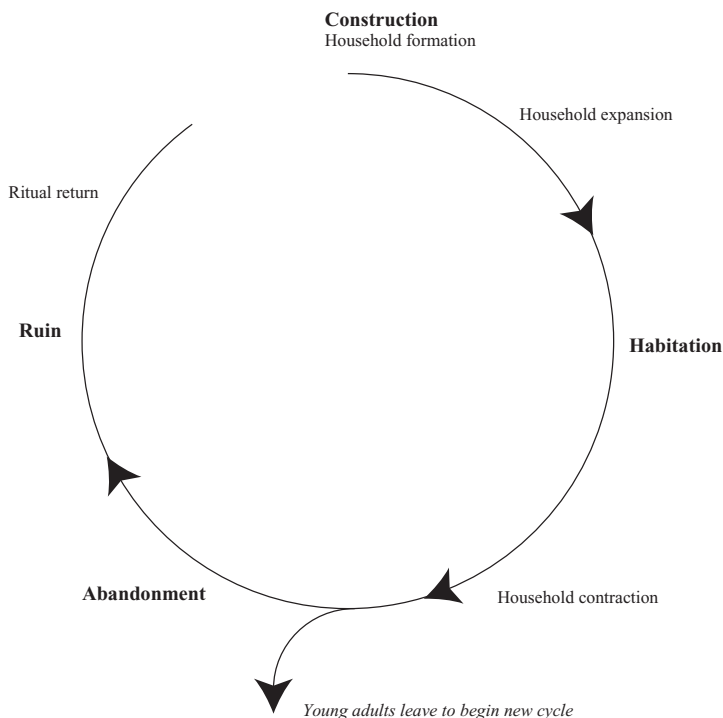 Construction
Household formation
Household expansion
Ritual return
Ruin
Habitation
Abandonment
Household contraction
Young adults leave to begin new cycle